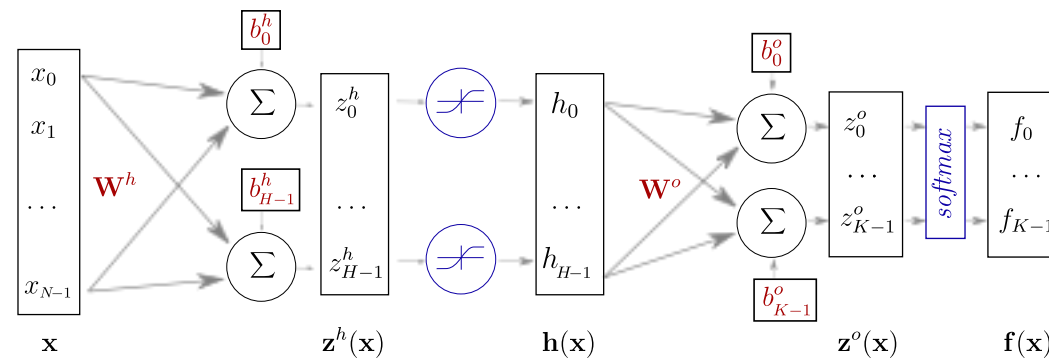 b_0^h
b_0^o
x_0
x_1
...
x_{N-1}
W^h
Σ
b_{H-1}^h
Σ
z_0^h
...
z_{H-1}^h
h_0
...
h_{H-1}
W^o
Σ
Σ
b_{K-1}^o
z_0^o
...
z_{K-1}^o
softmax
f_0
...
f_{K-1}
x z^h(x) h(x) z^o(x) f(x)